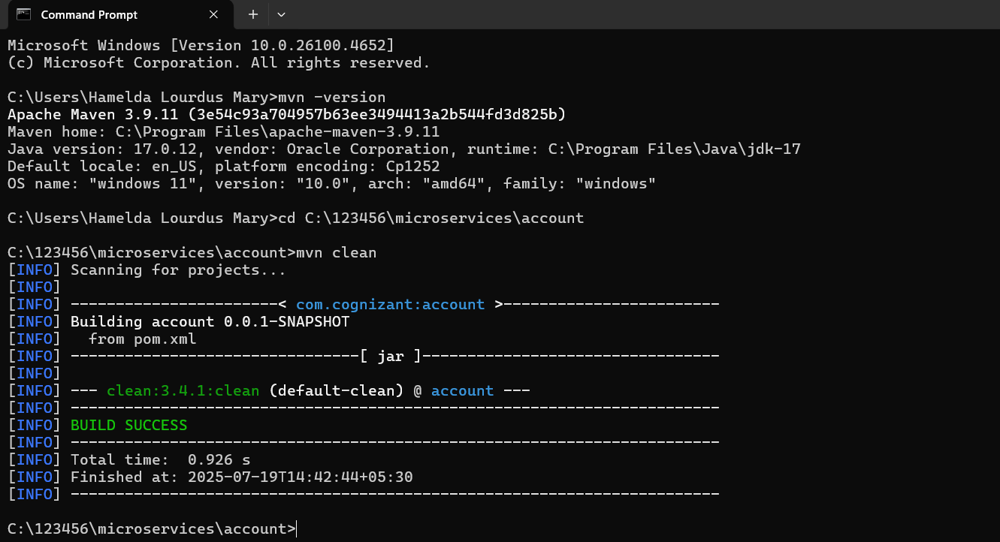 Command Prompt
Microsoft Windows [Version 10.0.26100.4652]
(c) Microsoft Corporation. All rights reserved.
C:\Users\Hamelda Lourdus Mary>mvn -version
Apache Maven 3.9.11 (3e54c93a704957b63ee3494413a2b544fd3d825b)
Maven home: C:\Program Files\apache-maven-3.9.11
Java version: 17.0.12, vendor: Oracle Corporation, runtime: C:\Program Files\Java\jdk-17
Default locale: en_US, platform encoding: Cp1252
OS name: "windows 11", version: "10.0", arch: "amd64", family: "windows"
C:\Users\Hamelda Lourdus Mary>cd C:\123456\microservices\account
C:\123456\microservices\account>mvn clean
[INFO] Scanning for projects...
[INFO]
[INFO] -----------------------< com.cognizant:account >------------------------
[INFO] Building account 0.0.1-SNAPSHOT
[INFO]   from pom.xml
[INFO] --------------------------------[ jar ]---------------------------------
[INFO]
[INFO] --- clean:3.4.1:clean (default-clean) @ account ---
[INFO] ------------------------------------------------------------------------
[INFO] BUILD SUCCESS
[INFO] ------------------------------------------------------------------------
[INFO] Total time:  0.926 s
[INFO] Finished at: 2025-07-19T14:42:44+05:30
[INFO] ------------------------------------------------------------------------
C:\123456\microservices\account>